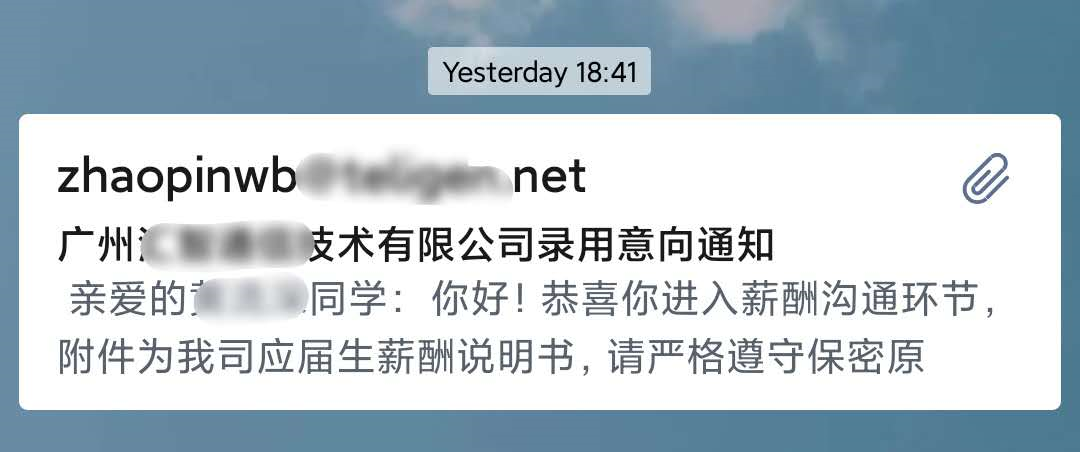 Yesterday 18:41
zhaopinwb .net
广州 技术有限公司录用意向通知
亲爱的 同学：你好！恭喜你进入薪酬沟通环节，
附件为我司应届生薪酬说明书，请严格遵守保密原